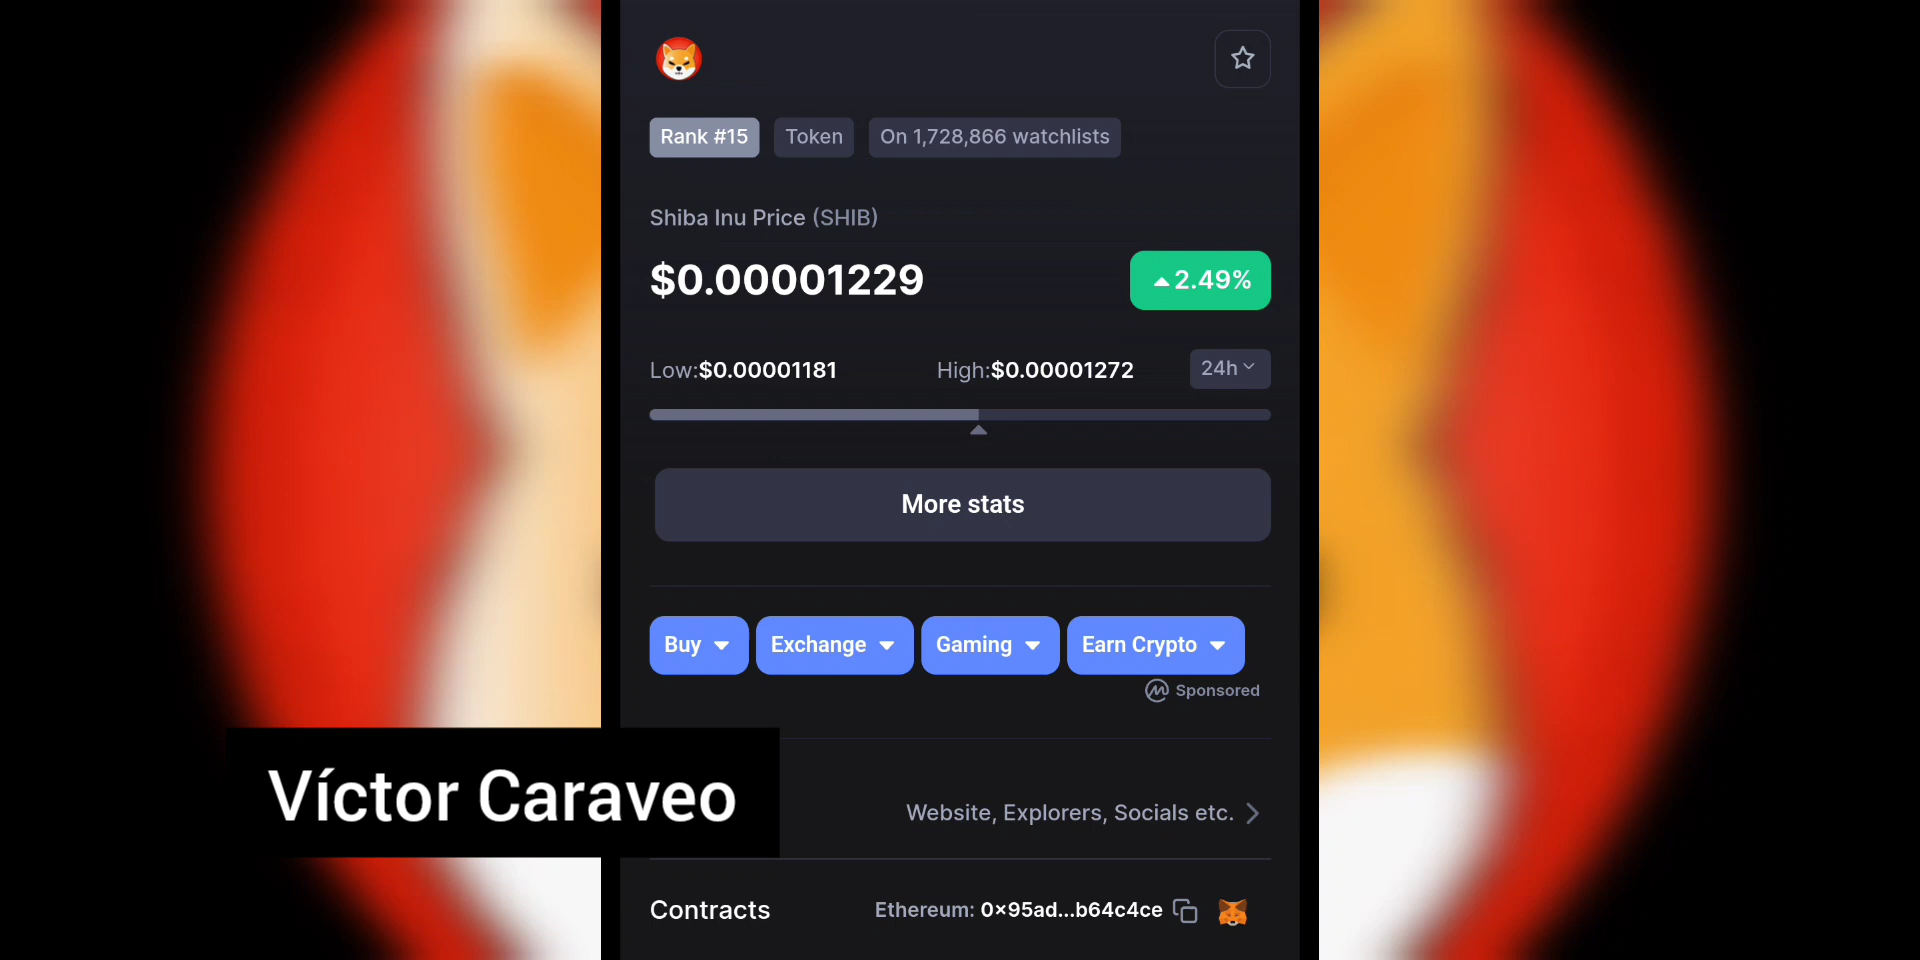 Rank #15 Token On 1,728,866 watchlists
Shiba Inu Price (SHIB)
$0.00001229 2.49%
Low:$0.00001181 High:$0.00001272 24h
More stats
Buy Exchange Gaming Earn Crypto
Sponsored
Víctor Caraveo
Website, Explorers, Socials etc.
Contracts Ethereum: 0x95ad...b64c4ce